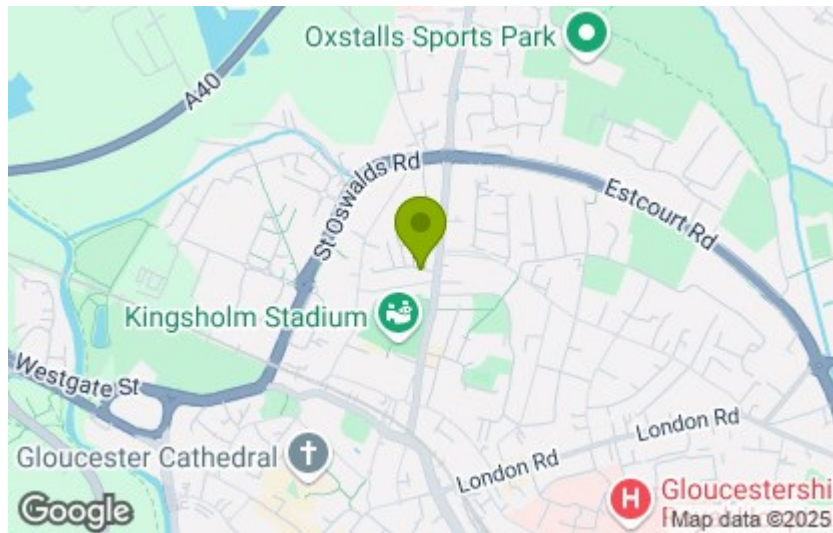 Oxstalls Sports Park
A40
St Oswalds Rd
Estcourt Rd
Kingsholm Stadium
Westgate St
London Rd
Gloucester Cathedral
London Rd
H
Gloucestershi
Google
Map data ©2025